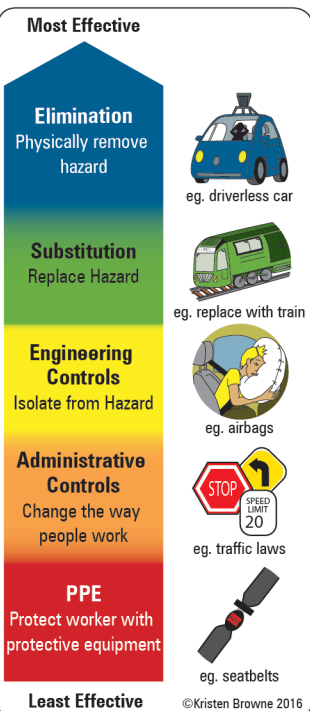 Most Effective
Elimination
Physically remove
hazard
eg. driverless car
Substitution
Replace Hazard
eg. replace with train
Engineering
Controls
Isolate from Hazard
eg. airbags
Administrative
Controls
Change the way
people work
STOP
SPEED
LIMIT
20
eg. traffic laws
PPE
Protect worker with
protective equipment
eg. seatbelts
Least Effective
©Kristen Browne 2016